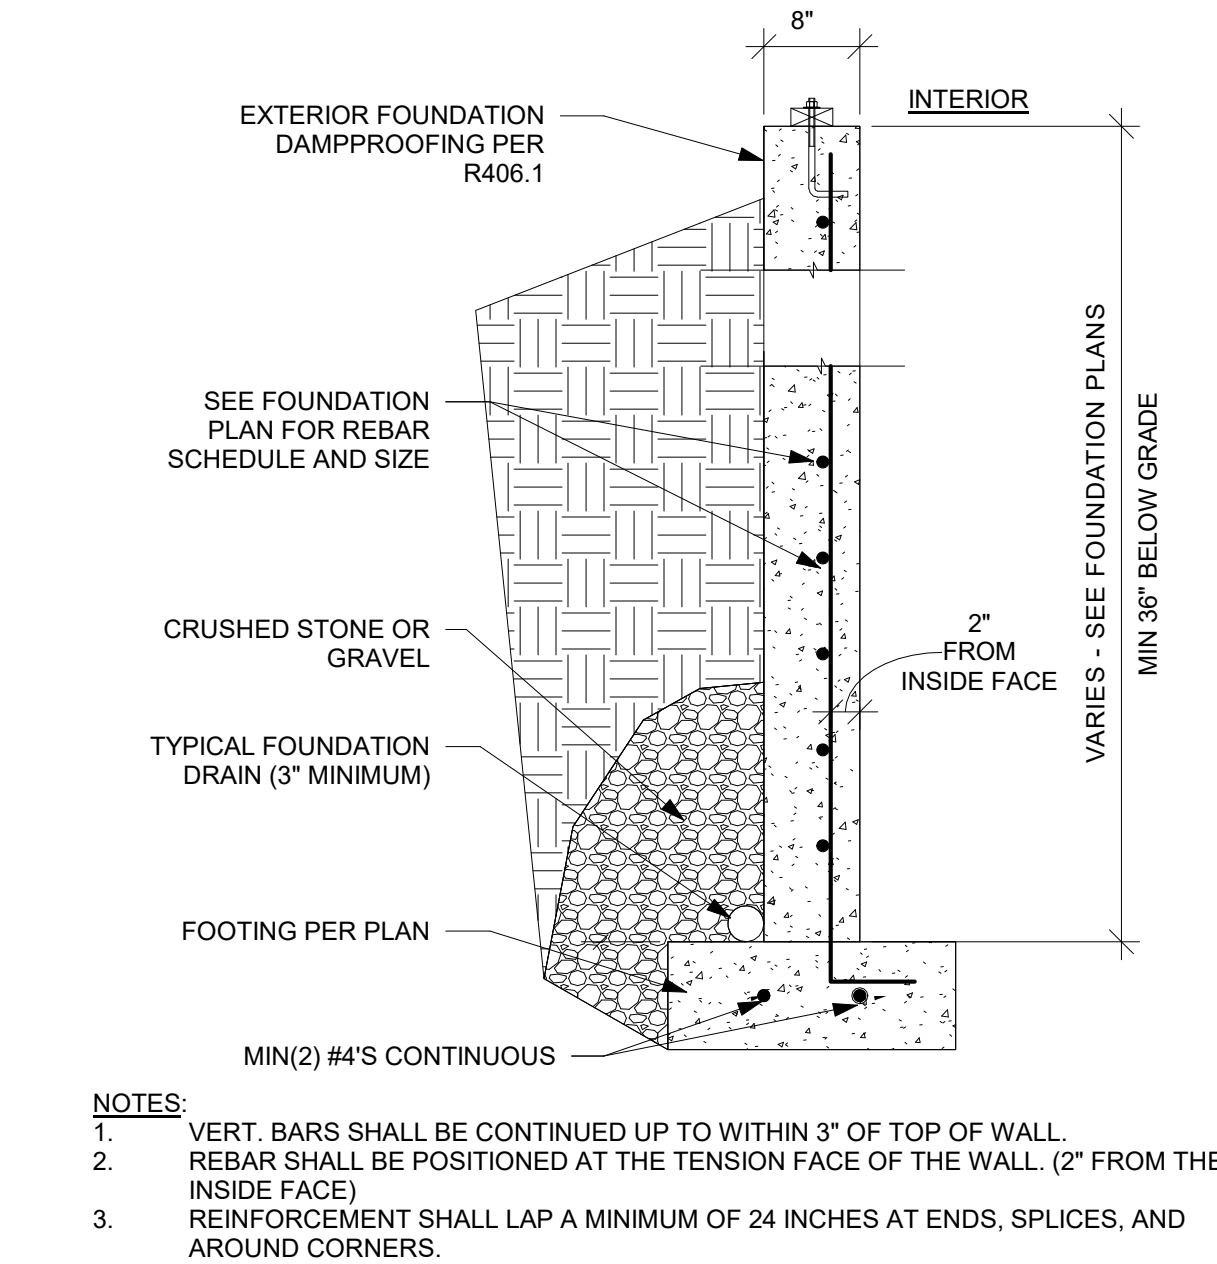 8"
INTERIOR
EXTERIOR FOUNDATION
DAMPPROOFING PER
R406.1
SEE FOUNDATION
PLAN FOR REBAR
SCHEDULE AND SIZE
VARIES - SEE FOUNDATION PLANS
MIN 36" BELOW GRADE
CRUSHED STONE OR
GRAVEL
2"
FROM
INSIDE FACE
TYPICAL FOUNDATION
DRAIN (3" MINIMUM)
FOOTING PER PLAN
MIN(2) #4'S CONTINUOUS
NOTES:
1. VERT. BARS SHALL BE CONTINUED UP TO WITHIN 3" OF TOP OF WALL.
2. REBAR SHALL BE POSITIONED AT THE TENSION FACE OF THE WALL. (2" FROM THE
INSIDE FACE)
3. REINFORCEMENT SHALL LAP A MINIMUM OF 24 INCHES AT ENDS, SPLICES, AND
AROUND CORNERS.